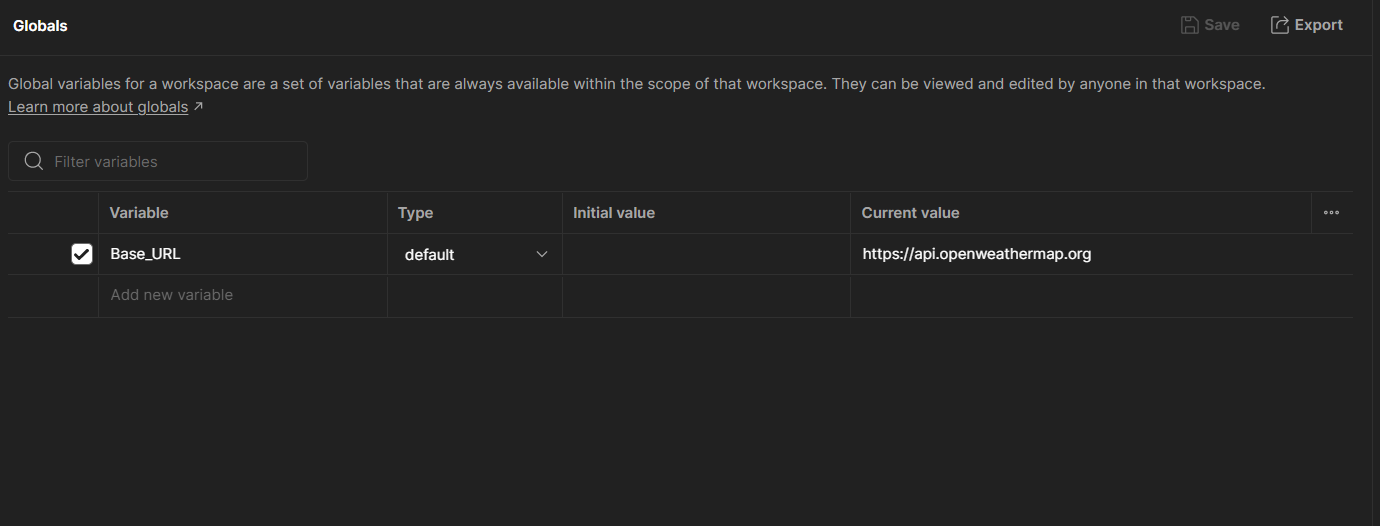 Globals
Save
Export
Global variables for a workspace are a set of variables that are always available within the scope of that workspace. They can be viewed and edited by anyone in that workspace.
Learn more about globals ↗
Filter variables
Variable Type Initial value Current value
Base_URL default https://api.openweathermap.org
Add new variable